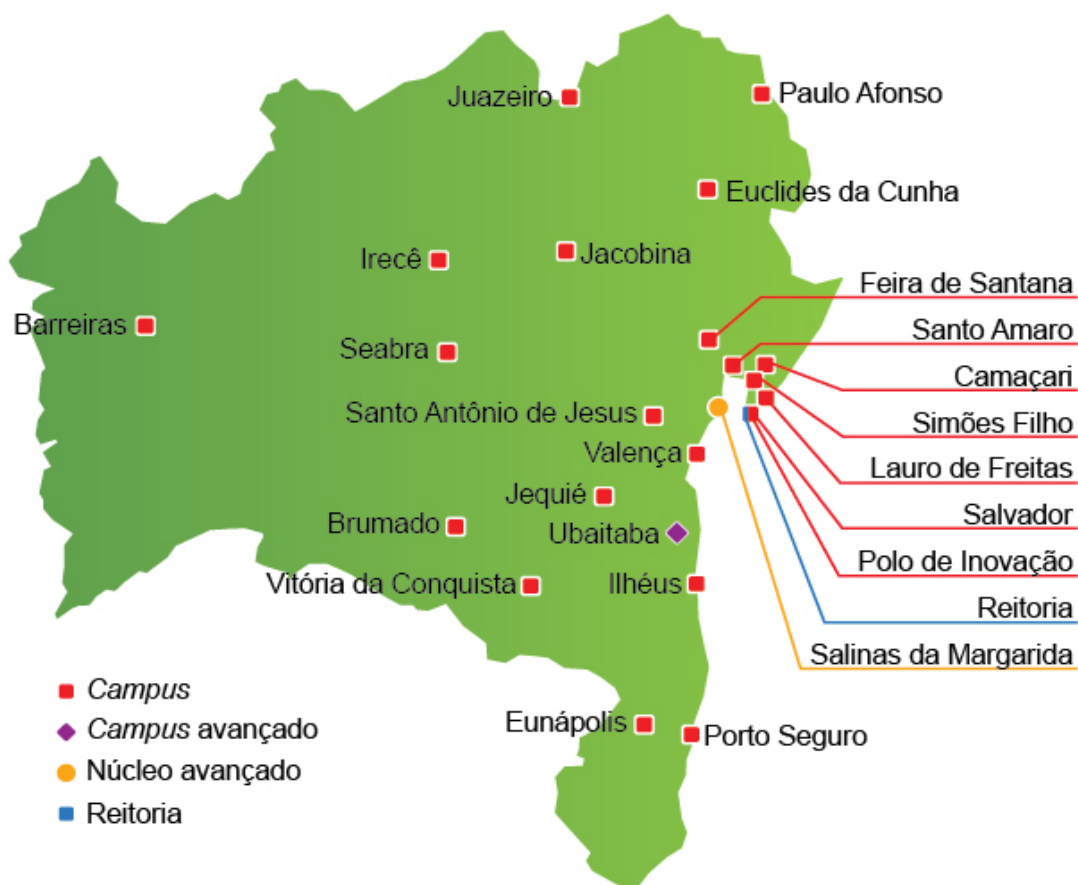 Juazeiro
Paulo Afonso
Euclides da Cunha
Irecê
Jacobina
Feira de Santana
Barreiras
Santo Amaro
Seabra
Camaçari
Santo Antônio de Jesus
Simões Filho
Valença
Lauro de Freitas
Jequié
Salvador
Brumado
Ubaitaba
Polo de Inovação
Vitória da Conquista
Ilhéus
Reitoria
Salinas da Margarida
Eunápolis
Porto Seguro
Campus
Campus avançado
Núcleo avançado
Reitoria